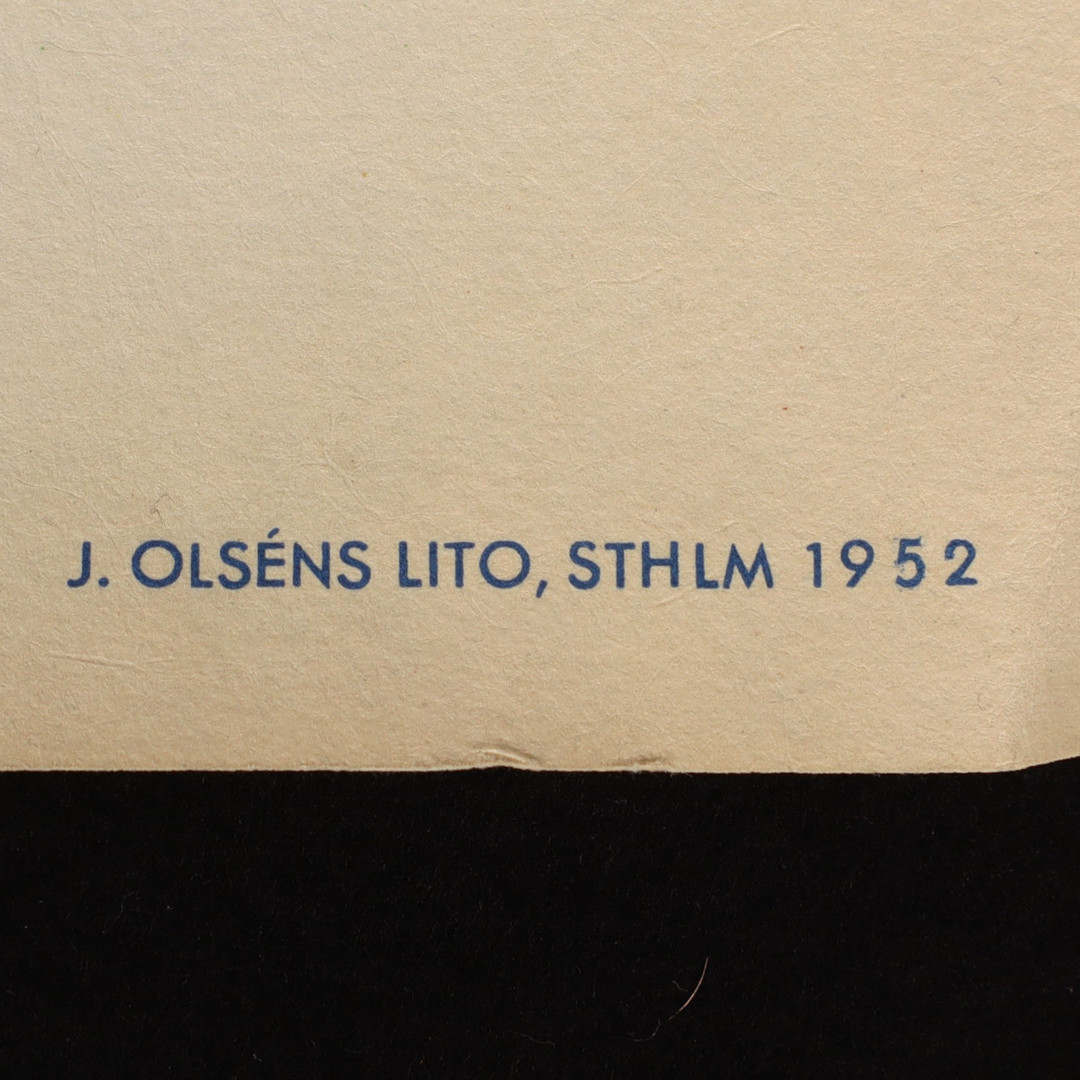 J. OLSÉNS LITO, STHLM 1952